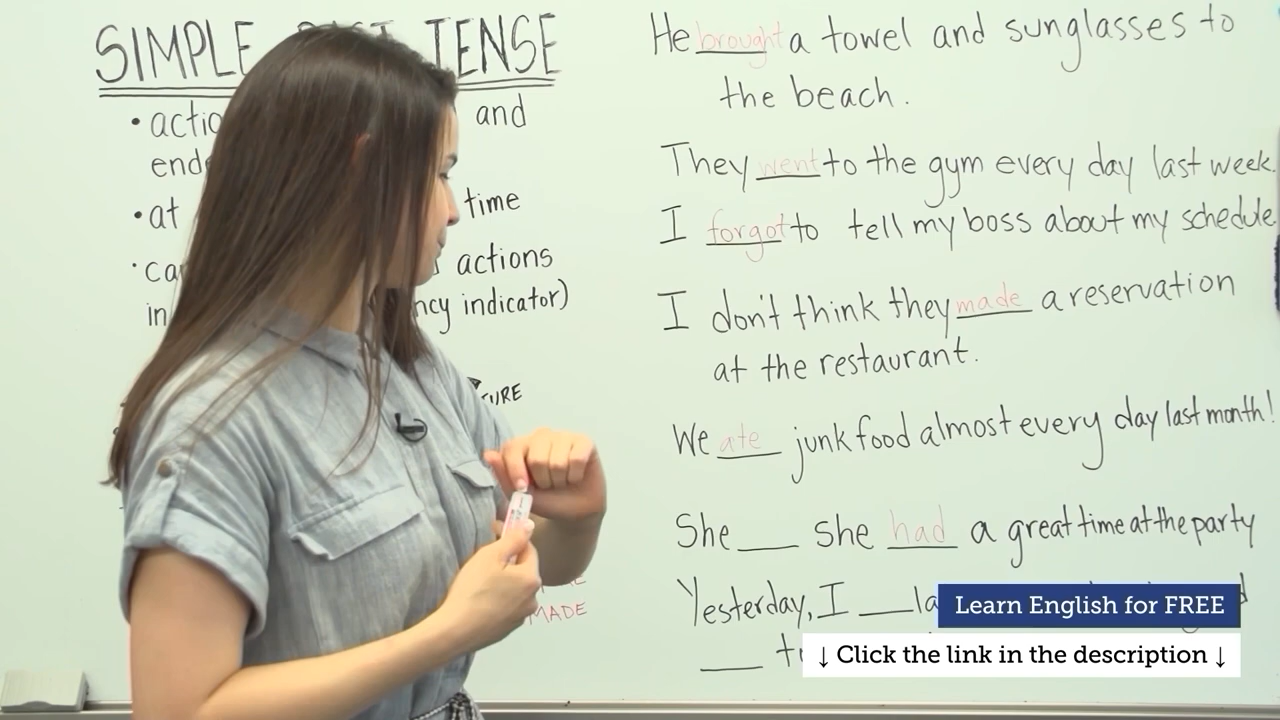 SIMPLE PAST TENSE
• actio and
ende
• at time
• ca actions
in ncy indicator)
TURE
MADE
He brought a towel and sunglasses to
the beach.
They went to the gym every day last week.
I forgot to tell my boss about my schedule
I don't think they made a reservation
at the restaurant.
We ate junk food almost every day last month!
She ___ she had a great time at the party
Yesterday, I ___ la
___ t
Learn English for FREE
↓ Click the link in the description ↓